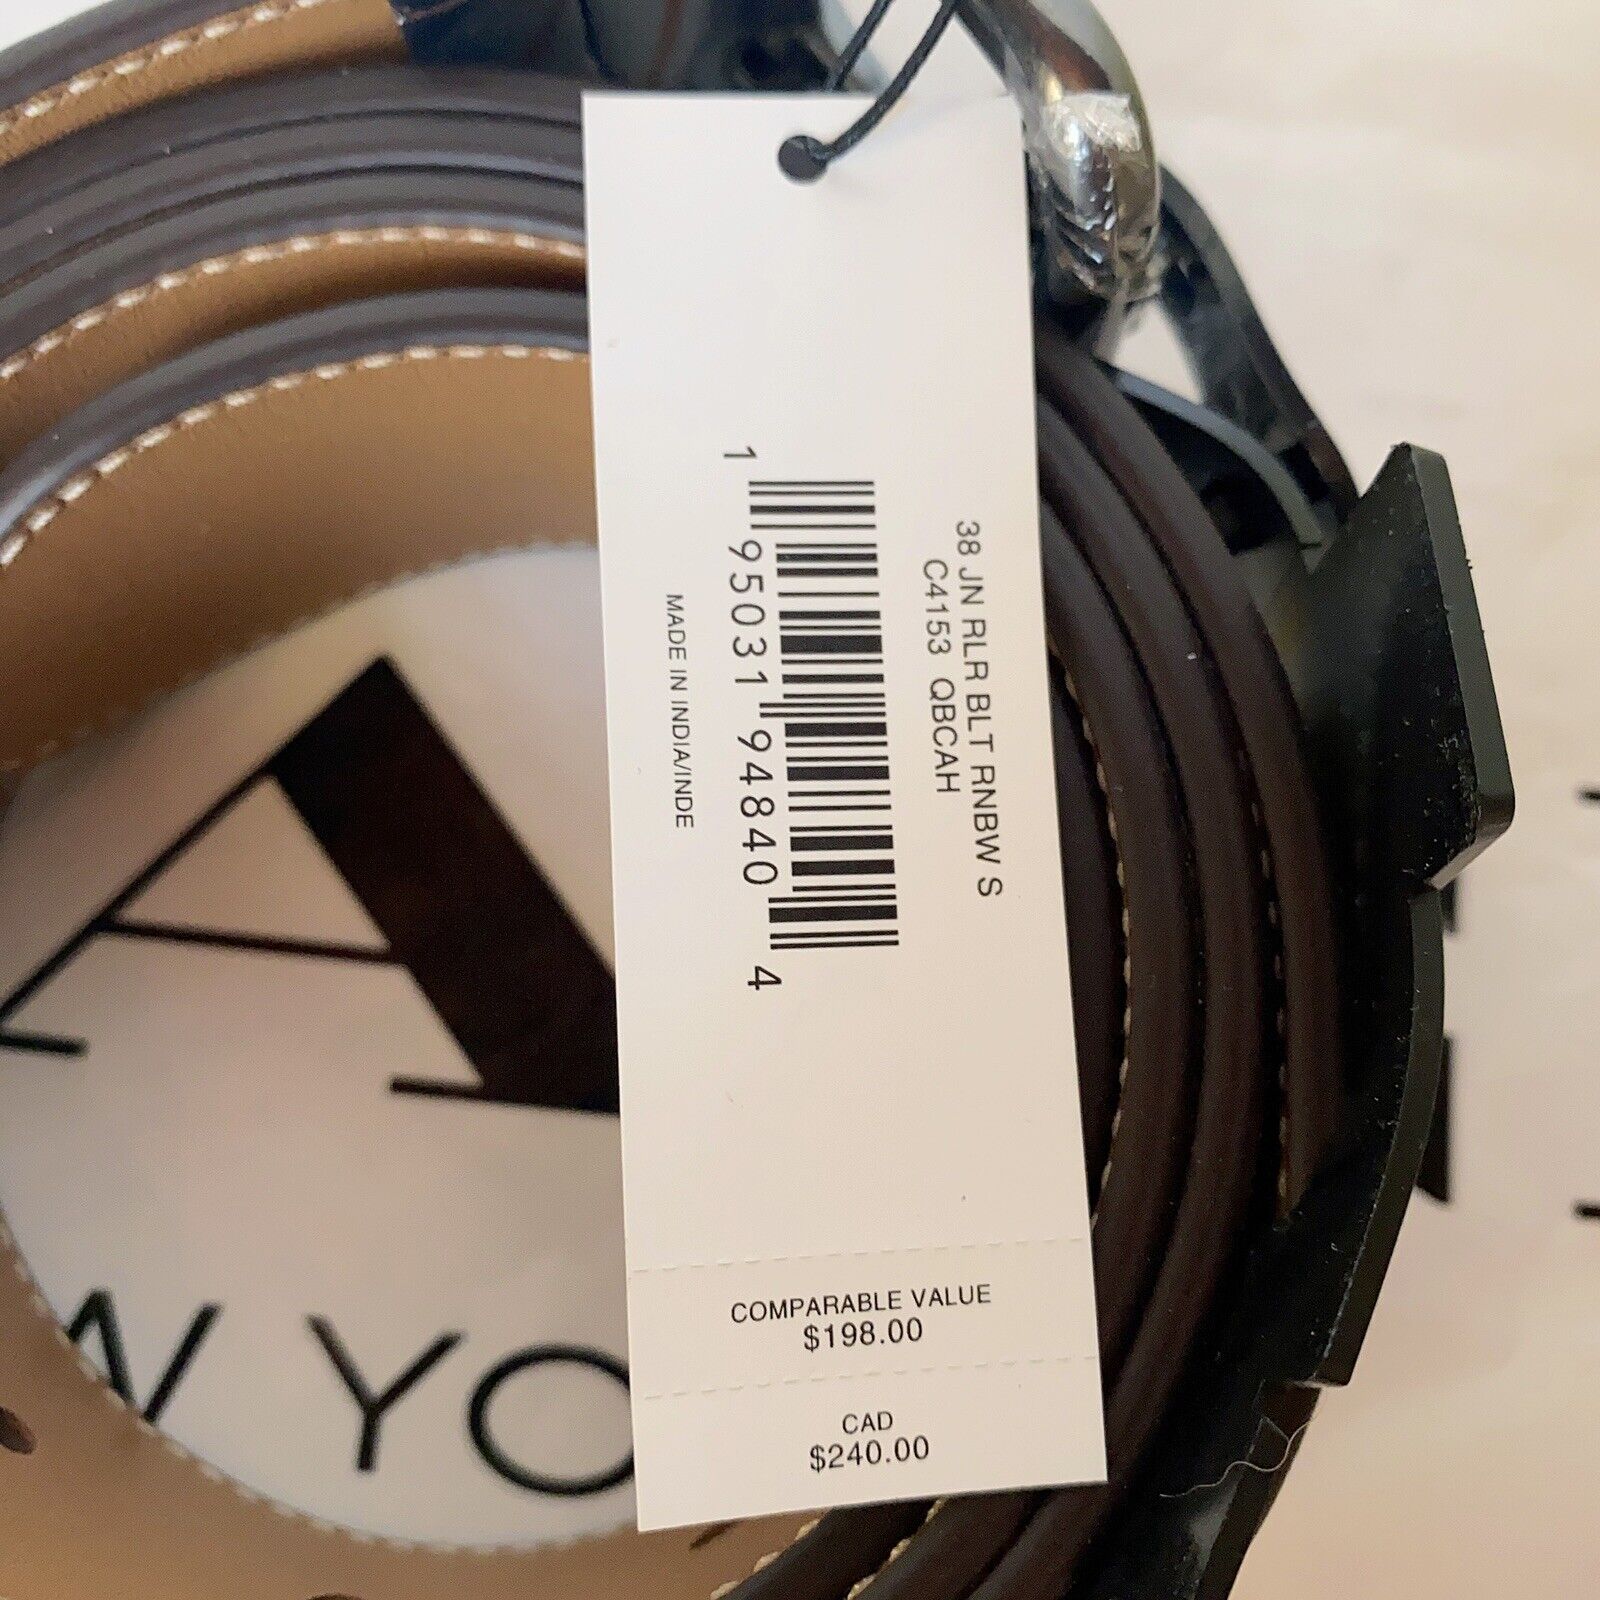 38 JN RLR BLT RNBW S
C4153 QBCAH
1 95031 94840 4
MADE IN INDIA/INDE
COMPARABLE VALUE
$198.00
CAD
$240.00
A
W YO